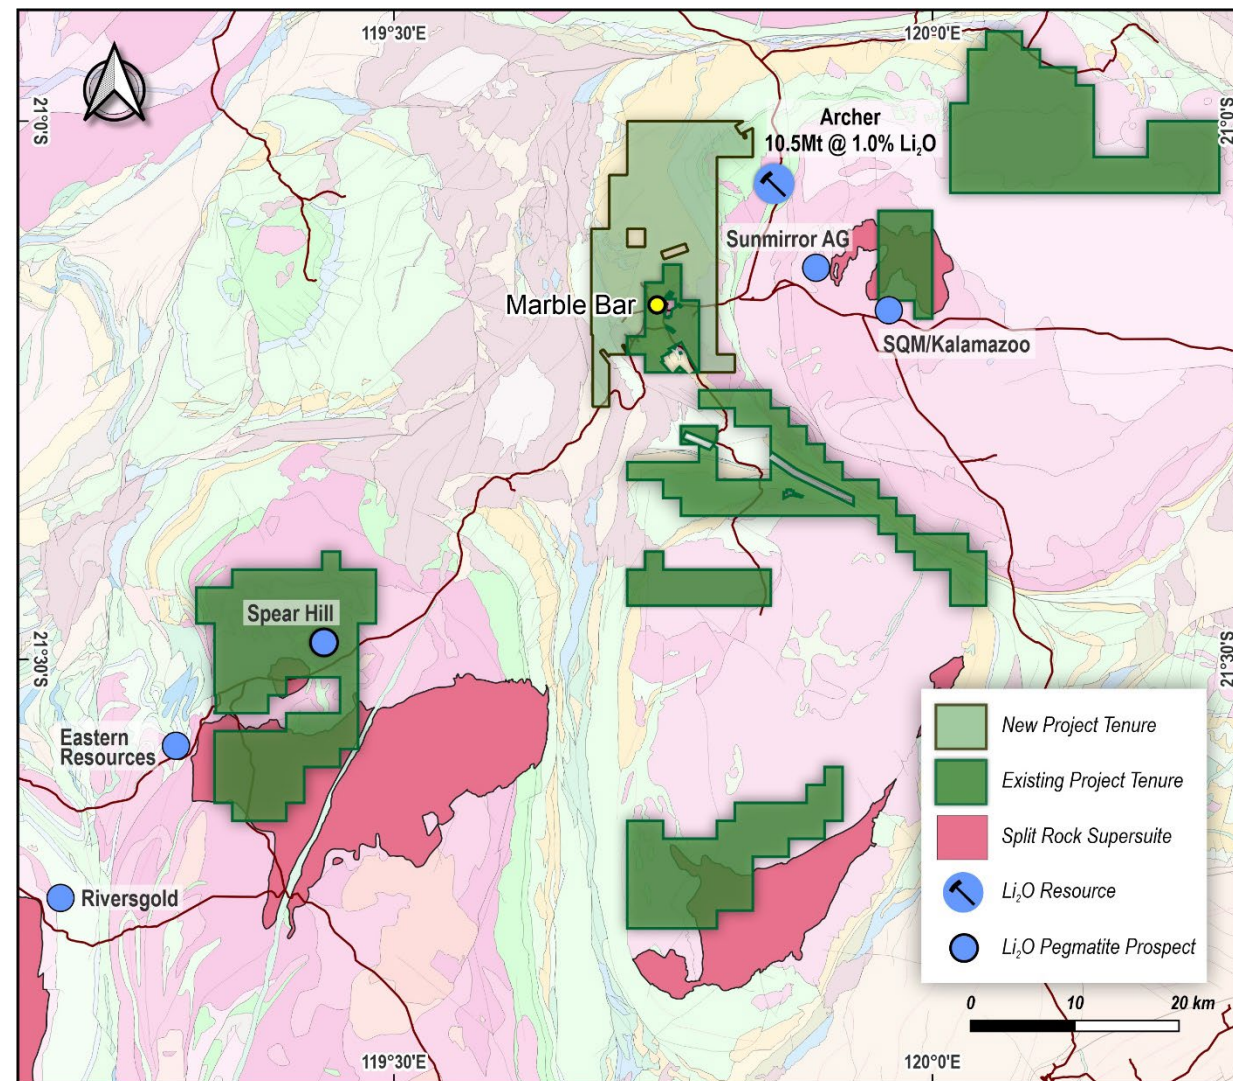 119°30'E
120°0'E
21°0'S
21°0'S
Archer
10.5Mt @ 1.0% Li₂O
Sunmirror AG
Marble Bar
SQM/Kalamazoo
Spear Hill
21°30'S
21°30'S
Eastern
Resources
Riversgold
New Project Tenure
Existing Project Tenure
Split Rock Supersuite
Li₂O Resource
Li₂O Pegmatite Prospect
0 10 20 km
119°30'E
120°0'E